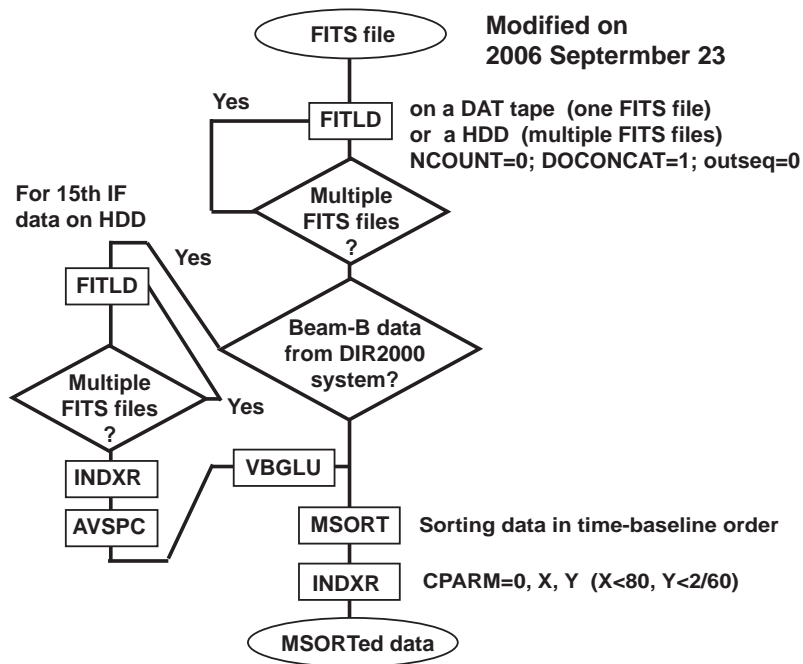 FITS file
Modified on
2006 Septermber 23
Yes
FITLD
on a DAT tape (one FITS file)
or a HDD (multiple FITS files)
NCOUNT=0; DOCONCAT=1; outseq=0
Multiple
FITS files
?
For 15th IF
data on HDD
Yes
FITLD
Beam-B data
from DIR2000
system?
Multiple
FITS files
?
Yes
INDXR
VBGLU
AVSPC
MSORT
Sorting data in time-baseline order
INDXR
CPARM=0, X, Y (X<80, Y<2/60)
MSORTed data